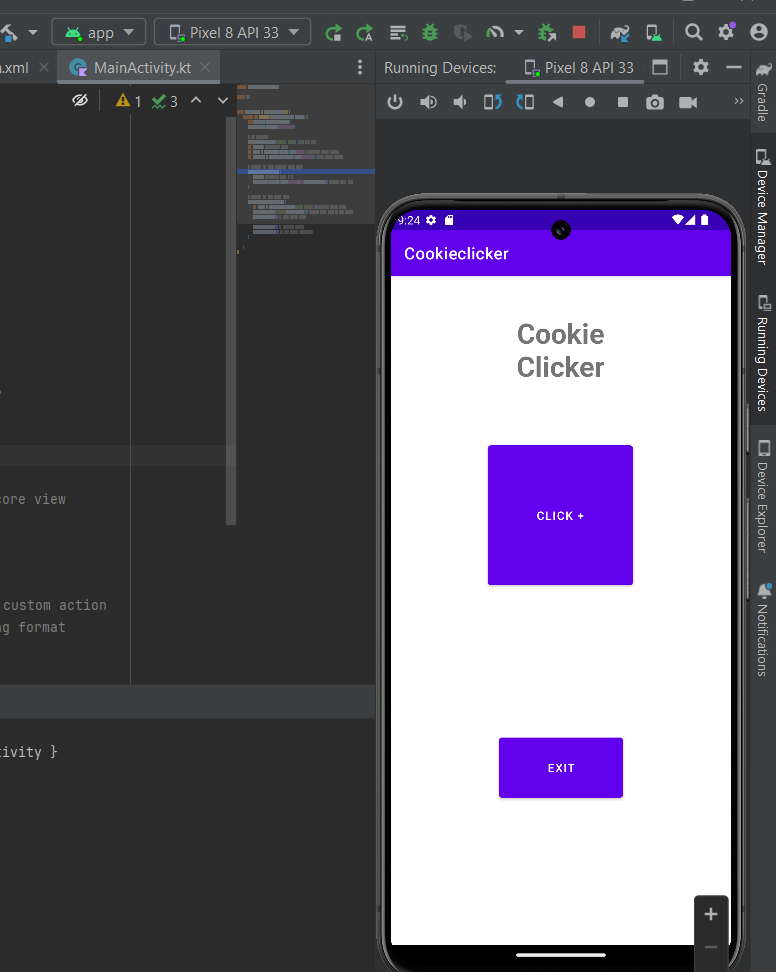 app
Pixel 8 API 33
.xml
MainActivity.kt
Running Devices:
Pixel 8 API 33
1
3
9:24
Cookieclicker
Cookie
Clicker
CLICK +
EXIT
core view
custom action
ng format
tivity }
Gradle
Device Manager
Running Devices
Device Explorer
Notifications